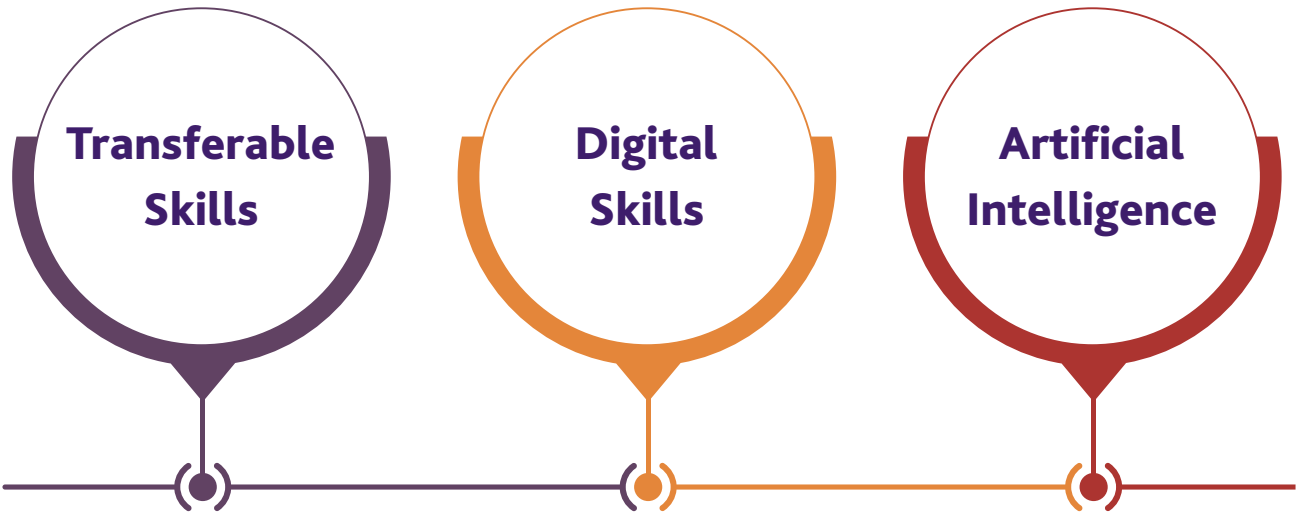 Transferable
Skills
Digital
Skills
Artificial
Intelligence